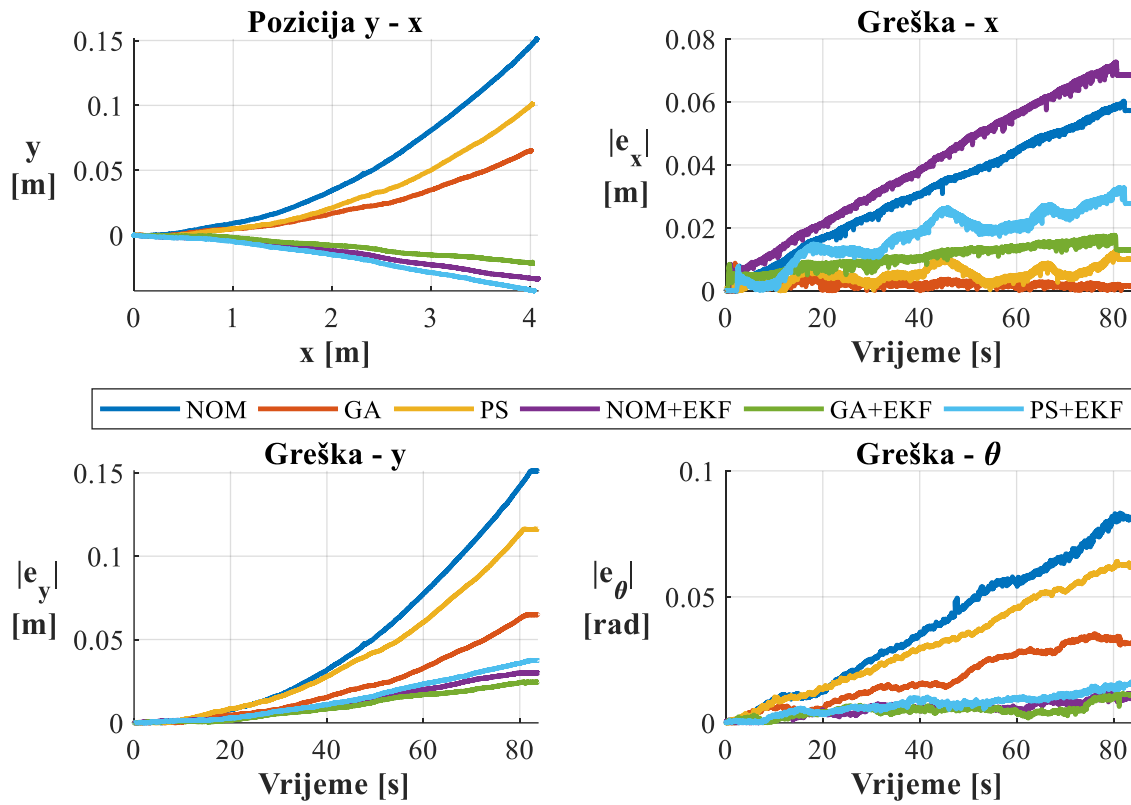 Pozicija y - x
0.15
0.1
0.05
0
y
[m]
0 1 2 3 4
x [m]
Greška - x
0.08
0.06
0.04
0.02
0
|e_x|
[m]
0 20 40 60 80
Vrijeme [s]
NOM GA PS NOM+EKF GA+EKF PS+EKF
Greška - y
0.15
0.1
0.05
0
|e_y|
[m]
0 20 40 60 80
Vrijeme [s]
Greška - θ
0.1
0.05
0
|e_θ|
[rad]
0 20 40 60 80
Vrijeme [s]